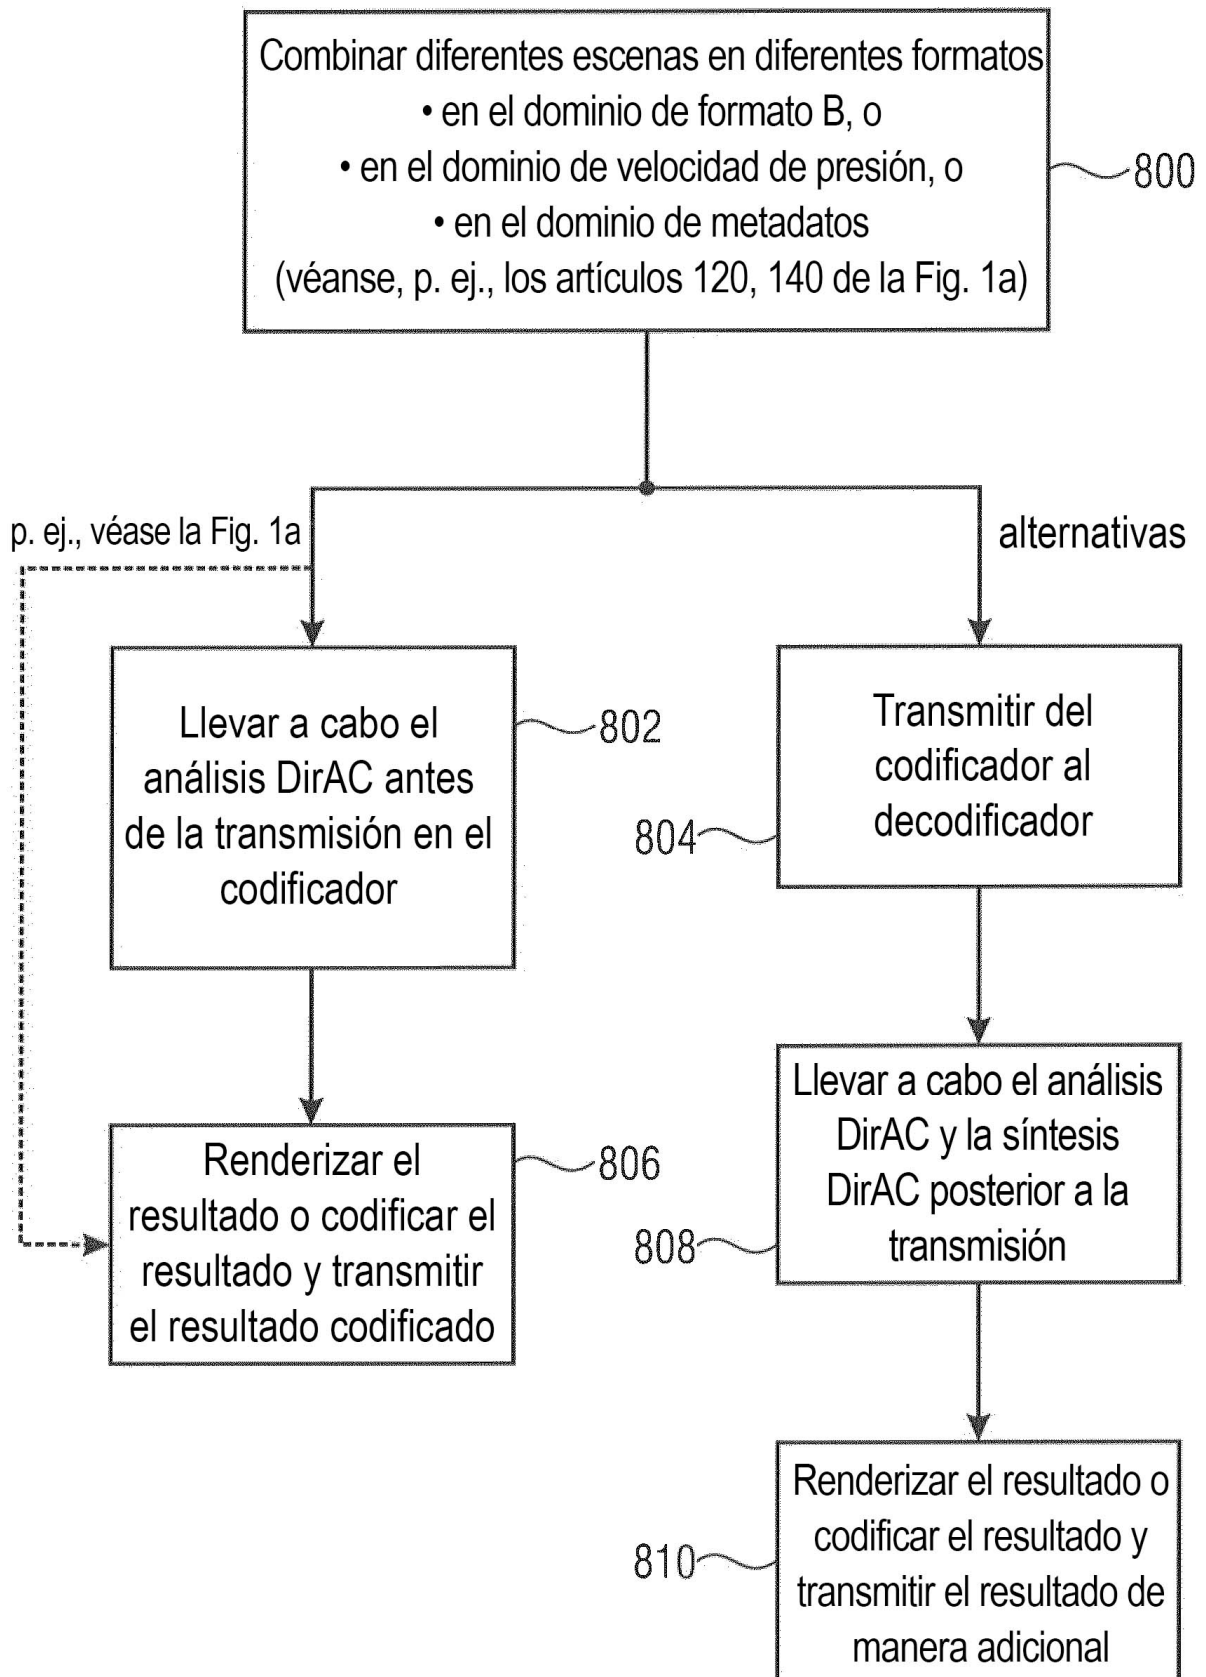 Combinar diferentes escenas en diferentes formatos
• en el dominio de formato B, o
• en el dominio de velocidad de presión, o
• en el dominio de metadatos
(véanse, p. ej., los artículos 120, 140 de la Fig. 1a)
800
p. ej., véase la Fig. 1a
alternativas
Llevar a cabo el
análisis DirAC antes
de la transmisión en el
codificador
802
Transmitir del
codificador al
decodificador
804
Renderizar el
resultado o codificar el
resultado y transmitir
el resultado codificado
806
Llevar a cabo el análisis
DirAC y la síntesis
DirAC posterior a la
transmisión
808
Renderizar el resultado o
codificar el resultado y
transmitir el resultado de
manera adicional
810